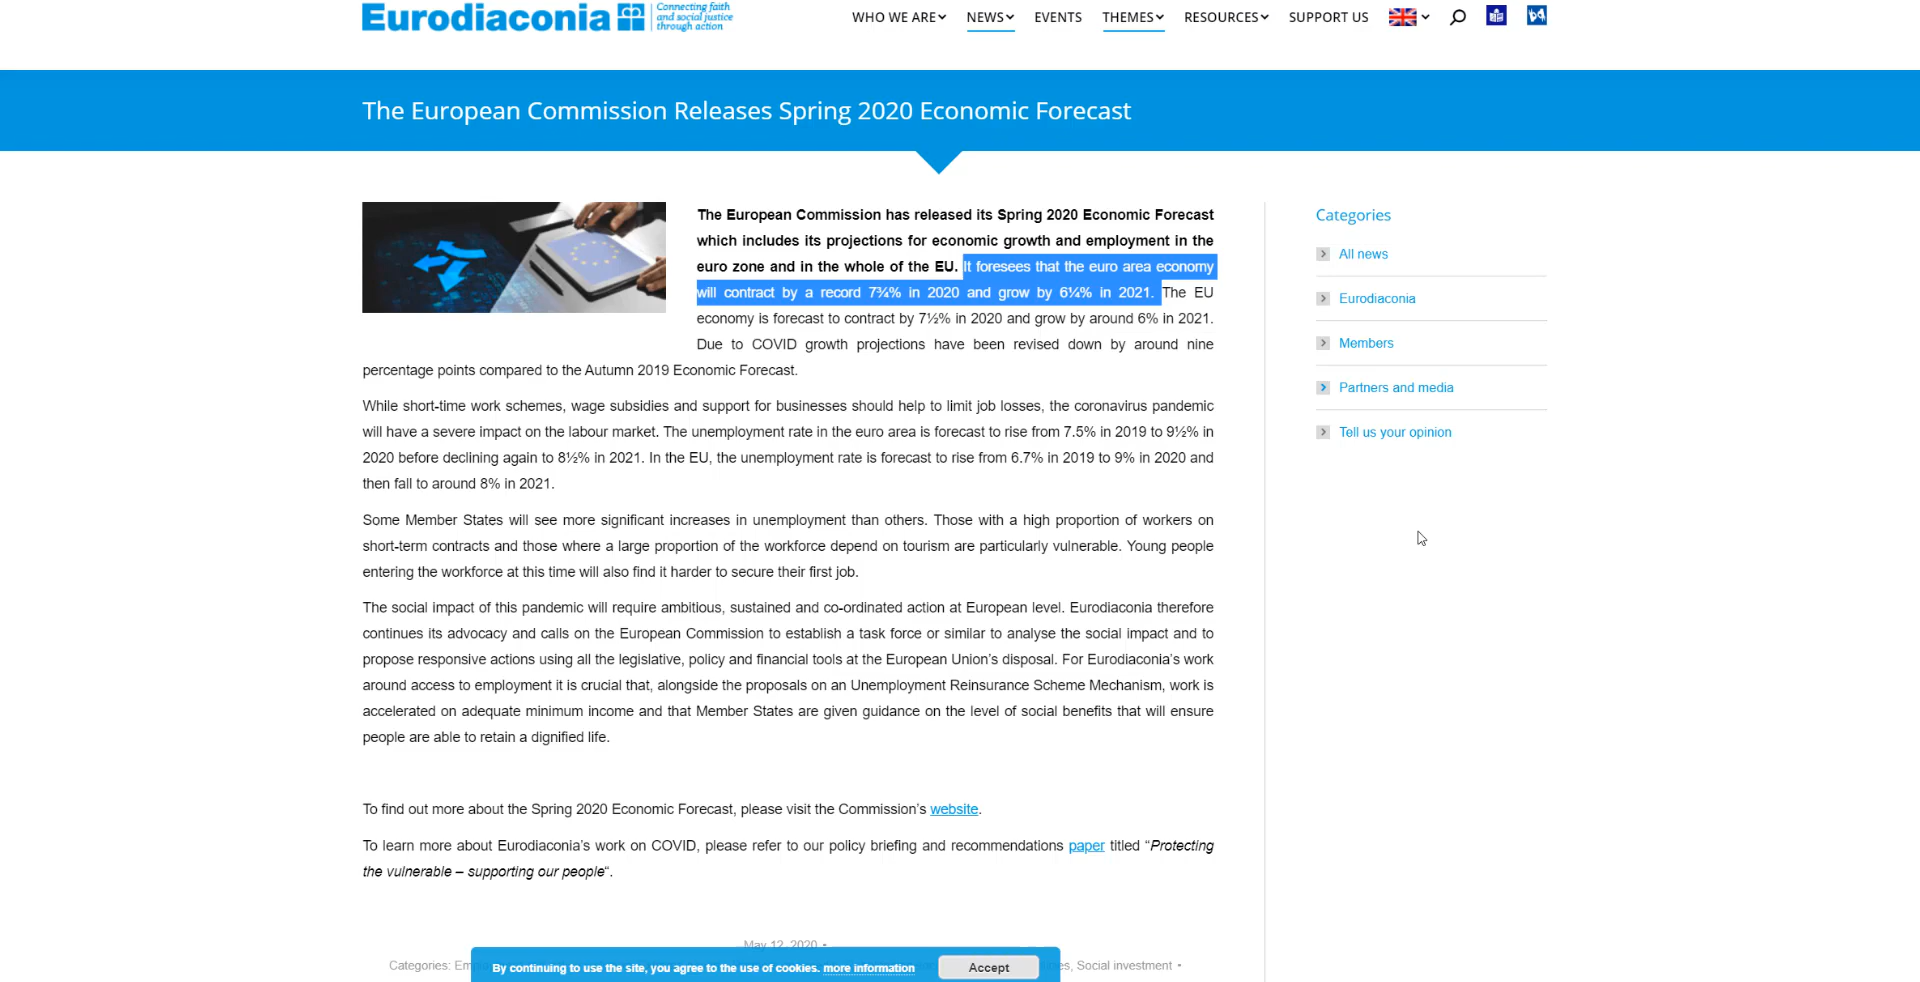 Eurodiaconia
Connecting faith
and social justice
through action
WHO WE ARE NEWS EVENTS THEMES RESOURCES SUPPORT US
The European Commission Releases Spring 2020 Economic Forecast
The European Commission has released its Spring 2020 Economic Forecast
which includes its projections for economic growth and employment in the
euro zone and in the whole of the EU. It foresees that the euro area economy
will contract by a record 7¾% in 2020 and grow by 6¼% in 2021. The EU
economy is forecast to contract by 7½% in 2020 and grow by around 6% in 2021.
Due to COVID growth projections have been revised down by around nine
percentage points compared to the Autumn 2019 Economic Forecast.
While short-time work schemes, wage subsidies and support for businesses should help to limit job losses, the coronavirus pandemic
will have a severe impact on the labour market. The unemployment rate in the euro area is forecast to rise from 7.5% in 2019 to 9½% in
2020 before declining again to 8½% in 2021. In the EU, the unemployment rate is forecast to rise from 6.7% in 2019 to 9% in 2020 and
then fall to around 8% in 2021.
Some Member States will see more significant increases in unemployment than others. Those with a high proportion of workers on
short-term contracts and those where a large proportion of the workforce depend on tourism are particularly vulnerable. Young people
entering the workforce at this time will also find it harder to secure their first job.
The social impact of this pandemic will require ambitious, sustained and co-ordinated action at European level. Eurodiaconia therefore
continues its advocacy and calls on the European Commission to establish a task force or similar to analyse the social impact and to
propose responsive actions using all the legislative, policy and financial tools at the European Union's disposal. For Eurodiaconia's work
around access to employment it is crucial that, alongside the proposals on an Unemployment Reinsurance Scheme Mechanism, work is
accelerated on adequate minimum income and that Member States are given guidance on the level of social benefits that will ensure
people are able to retain a dignified life.
To find out more about the Spring 2020 Economic Forecast, please visit the Commission's website.
To learn more about Eurodiaconia's work on COVID, please refer to our policy briefing and recommendations paper titled “Protecting
the vulnerable – supporting our people“.
May 12, 2020 •
Categories:
Social investment •
By continuing to use the site, you agree to the use of cookies. more information
Accept
Categories
All news
Eurodiaconia
Members
Partners and media
Tell us your opinion